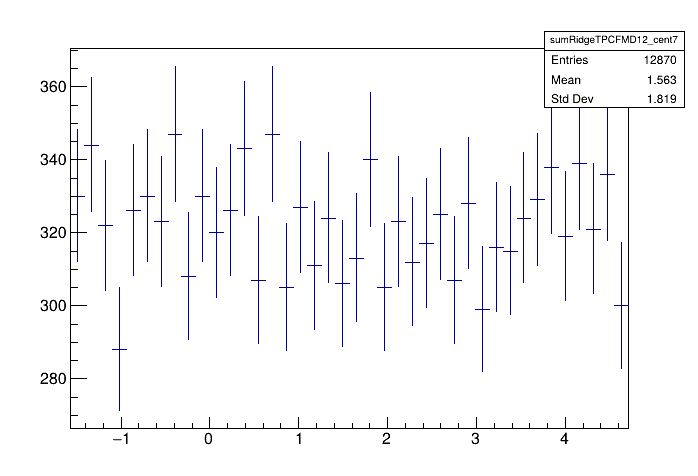 sumRidgeTPCFMD12_cent7
Entries 12870
Mean 1.563
Std Dev 1.819
360
340
320
300
280
−1 0 1 2 3 4